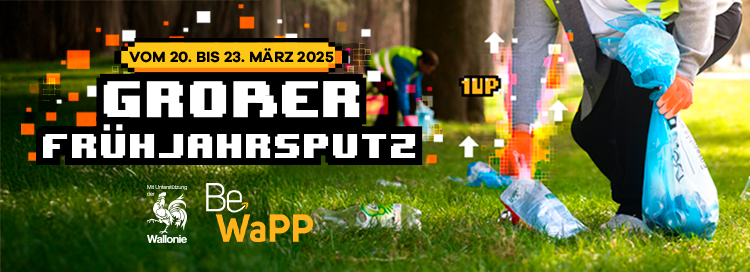 VOM 20. BIS 23. MÄRZ 2025
GROẞER
FRÜHJAHRSPUTZ
1UP
Mit Unterstützung
der
Wallonie
Be
WaPP